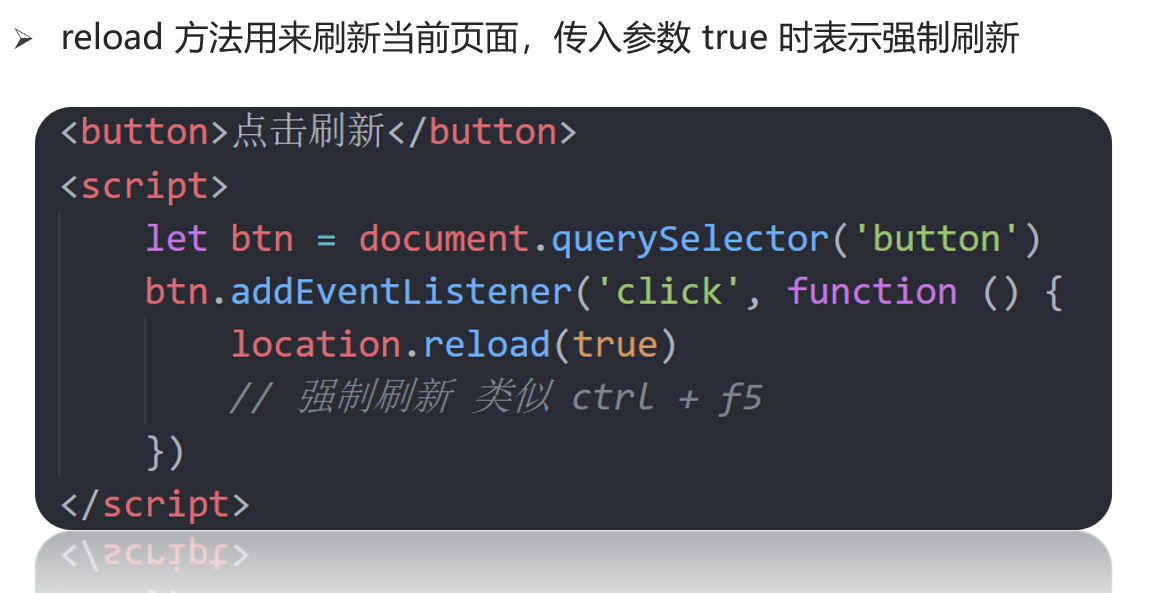 ➢ reload 方法用来刷新当前页面，传入参数 true 时表示强制刷新
<button>点击刷新</button>
<script>
    let btn = document.querySelector('button')
    btn.addEventListener('click', function () {
        location.reload(true)
        // 强制刷新 类似 ctrl + f5
    })
</script>